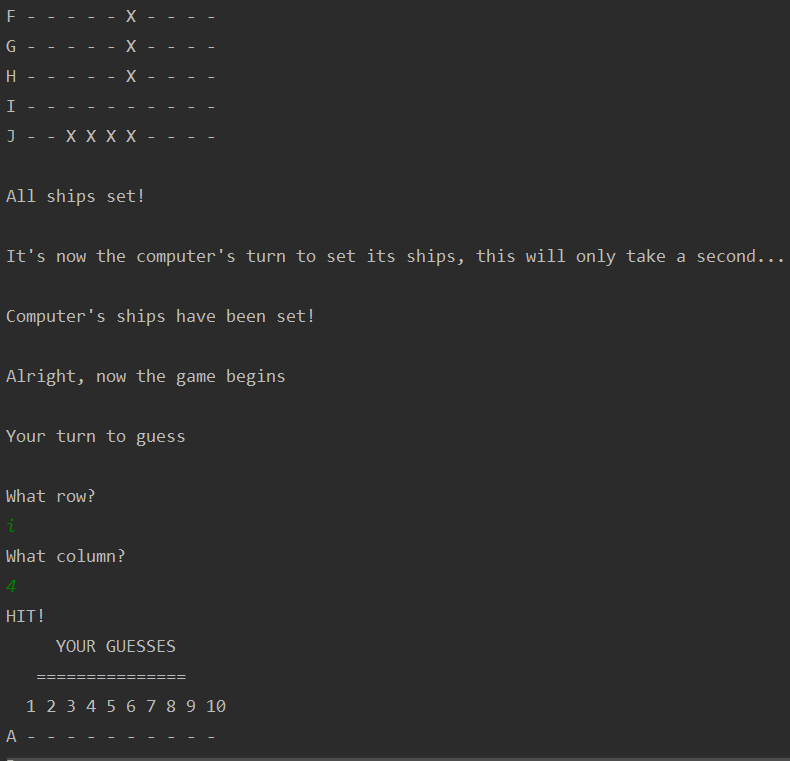 F - - - - - X - - - -
G - - - - - X - - - -
H - - - - - X - - - -
I - - - - - - - - - -
J - - X X X X - - - -
All ships set!
It's now the computer's turn to set its ships, this will only take a second...
Computer's ships have been set!
Alright, now the game begins
Your turn to guess
What row?
i
What column?
4
HIT!
YOUR GUESSES
===============
1 2 3 4 5 6 7 8 9 10
A - - - - - - - - - -